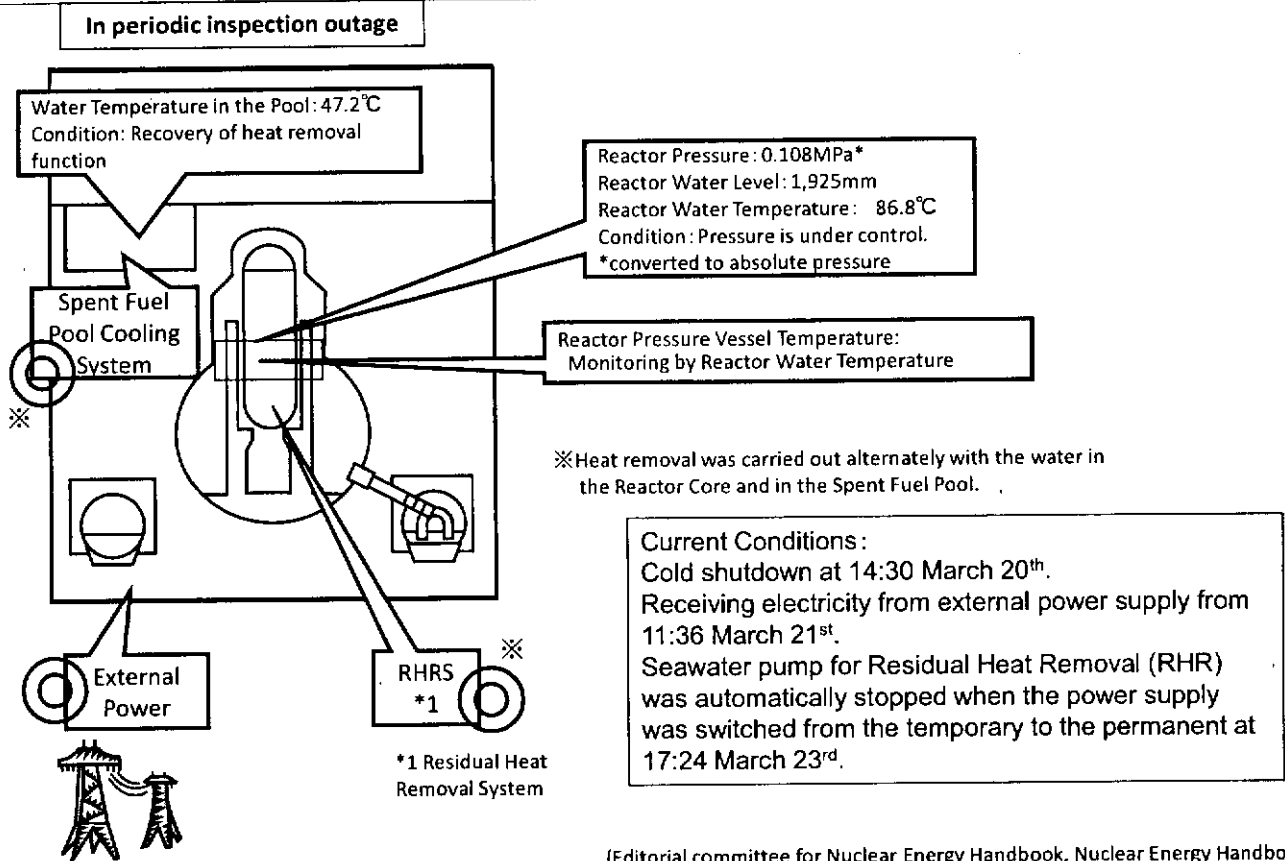 In periodic inspection outage
Water Temperature in the Pool: 47.2℃
Condition: Recovery of heat removal
function
Reactor Pressure: 0.108MPa*
Reactor Water Level: 1,925mm
Reactor Water Temperature: 86.8℃
Condition: Pressure is under control.
*converted to absolute pressure
Spent Fuel
Pool Cooling
System
※
Reactor Pressure Vessel Temperature:
Monitoring by Reactor Water Temperature
※Heat removal was carried out alternately with the water in
the Reactor Core and in the Spent Fuel Pool.
Current Conditions:
Cold shutdown at 14:30 March 20th.
Receiving electricity from external power supply from
11:36 March 21st.
Seawater pump for Residual Heat Removal (RHR)
was automatically stopped when the power supply
was switched from the temporary to the permanent at
17:24 March 23rd.
External
Power
RHRS
*1
※
*1 Residual Heat
Removal System
(Editorial committee for Nuclear Energy Handbook, Nuclear Energy Handbo